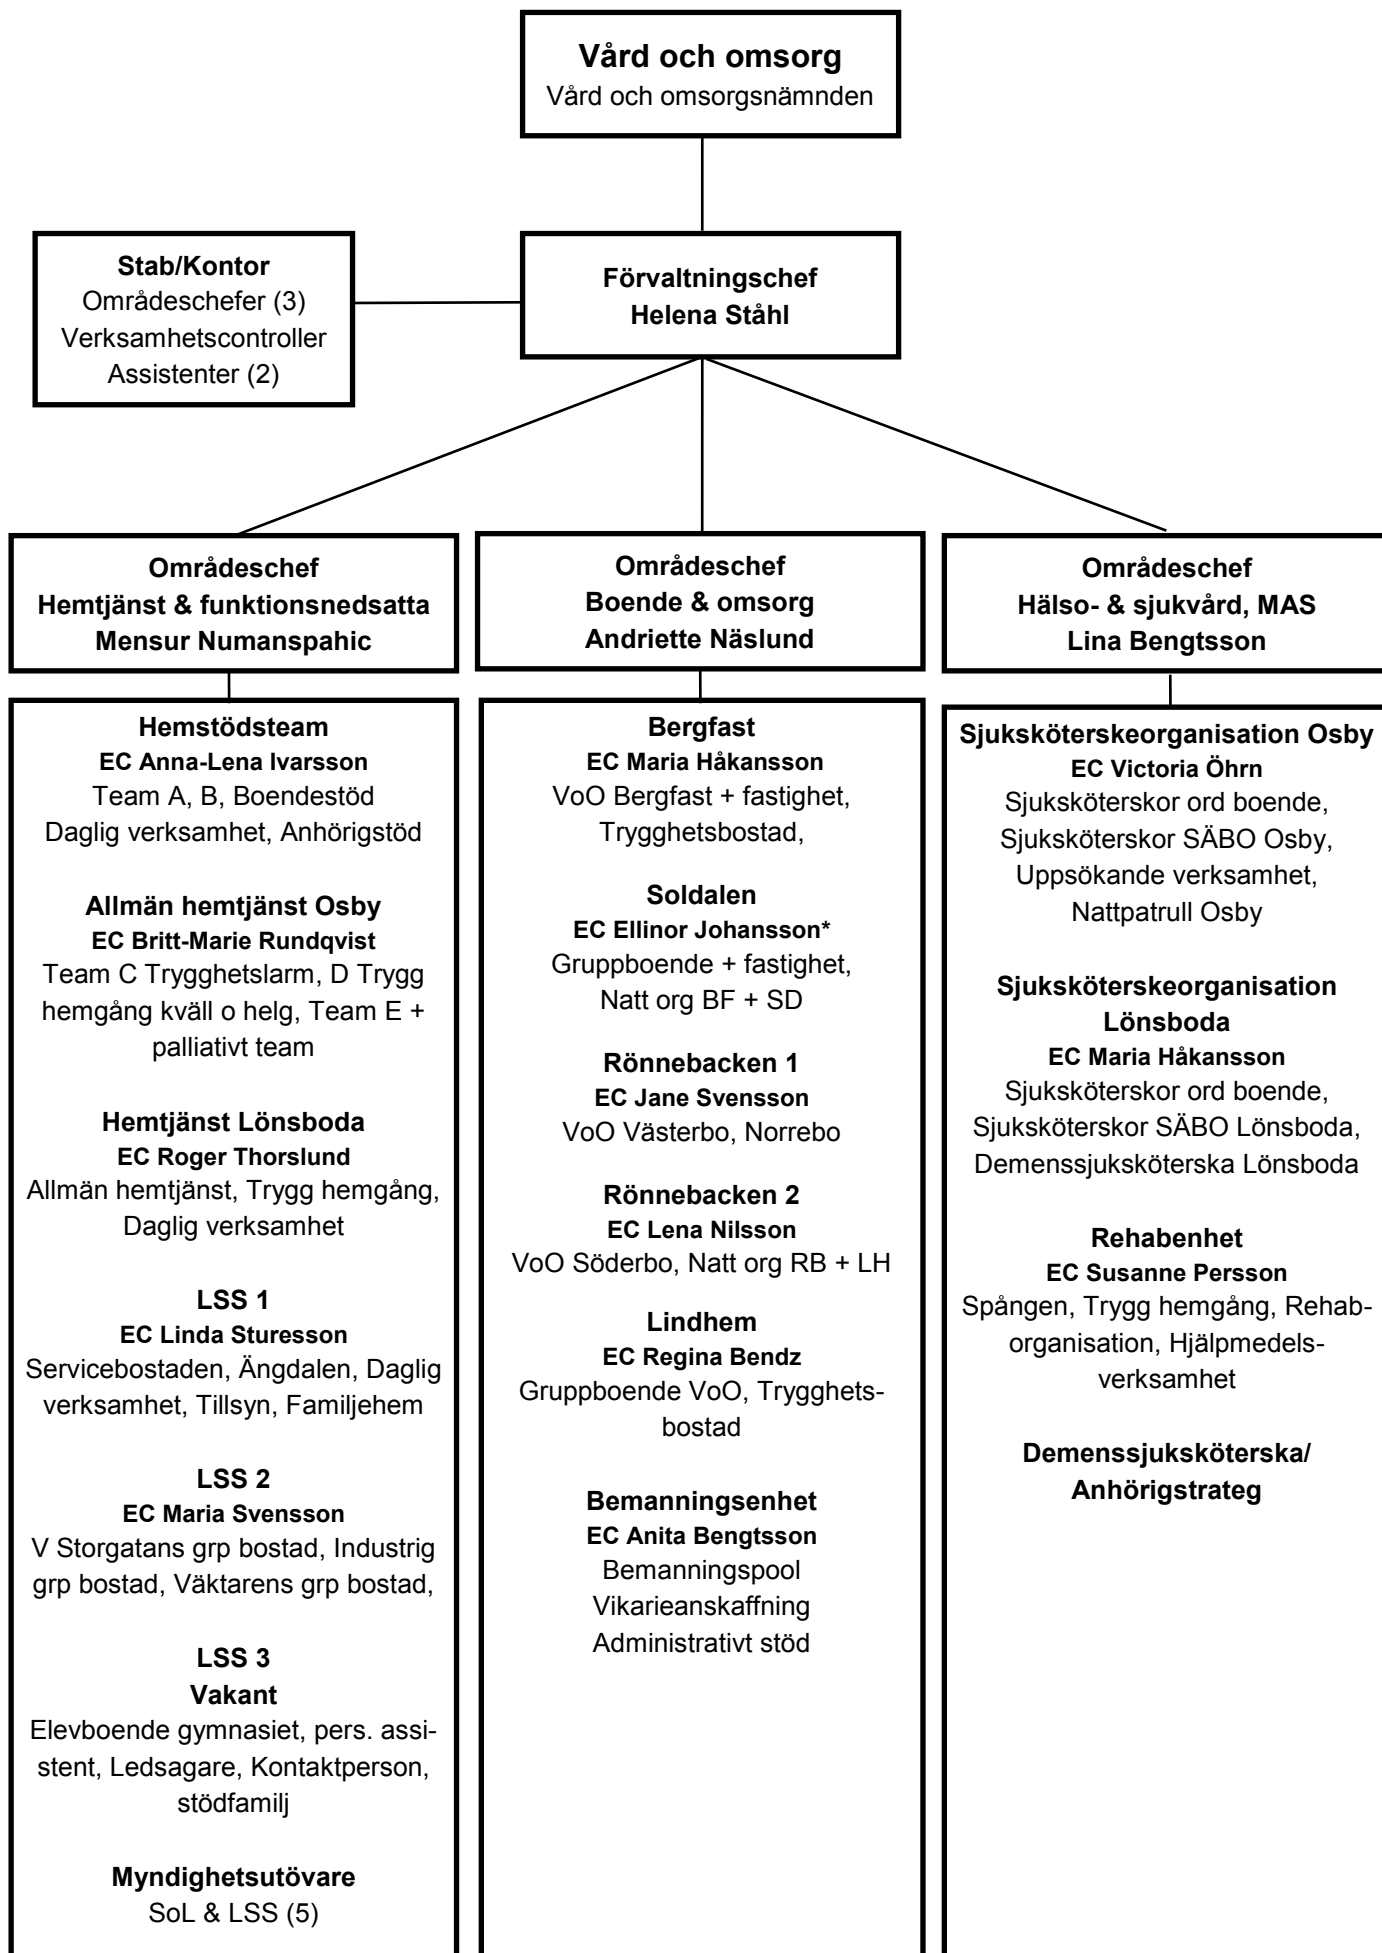 Vård och omsorg
Vård och omsorgsnämnden
Stab/Kontor
Områdeschefer (3)
Verksamhetscontroller
Assistenter (2)
Förvaltningschef
Helena Ståhl
Områdeschef
Hemtjänst & funktionsnedsatta
Mensur Numanspahic
Områdeschef
Boende & omsorg
Andriette Näslund
Områdeschef
Hälso- & sjukvård, MAS
Lina Bengtsson
Hemstödsteam
EC Anna-Lena Ivarsson
Team A, B, Boendestöd
Daglig verksamhet, Anhörigstöd
Allmän hemtjänst Osby
EC Britt-Marie Rundqvist
Team C Trygghetslarm, D Trygg
hemgång kväll o helg, Team E +
palliativt team
Hemtjänst Lönsboda
EC Roger Thorslund
Allmän hemtjänst, Trygg hemgång,
Daglig verksamhet
LSS 1
EC Linda Sturesson
Servicebostaden, Ängdalen, Daglig
verksamhet, Tillsyn, Familjehem
LSS 2
EC Maria Svensson
V Storgatans grp bostad, Industrig
grp bostad, Väktarens grp bostad,
LSS 3
Vakant
Elevboende gymnasiet, pers. assi-
stent, Ledsagare, Kontaktperson,
stödfamilj
Myndighetsutövare
SoL & LSS (5)
Bergfast
EC Maria Håkansson
VoO Bergfast + fastighet,
Trygghetsbostad,
Soldalen
EC Ellinor Johansson*
Gruppboende + fastighet,
Natt org BF + SD
Rönnebacken 1
EC Jane Svensson
VoO Västerbo, Norrebo
Rönnebacken 2
EC Lena Nilsson
VoO Söderbo, Natt org RB + LH
Lindhem
EC Regina Bendz
Gruppboende VoO, Trygghets-
bostad
Bemanningsenhet
EC Anita Bengtsson
Bemanningspool
Vikarieanskaffning
Administrativt stöd
Sjuksköterskeorganisation Osby
EC Victoria Öhrn
Sjuksköterskor ord boende,
Sjuksköterskor SÄBO Osby,
Uppsökande verksamhet,
Nattpatrull Osby
Sjuksköterskeorganisation
Lönsboda
EC Maria Håkansson
Sjuksköterskor ord boende,
Sjuksköterskor SÄBO Lönsboda,
Demenssjuksköterska Lönsboda
Rehabenhet
EC Susanne Persson
Spången, Trygg hemgång, Rehab-
organisation, Hjälpmedels-
verksamhet
Demenssjuksköterska/
Anhörigstrateg